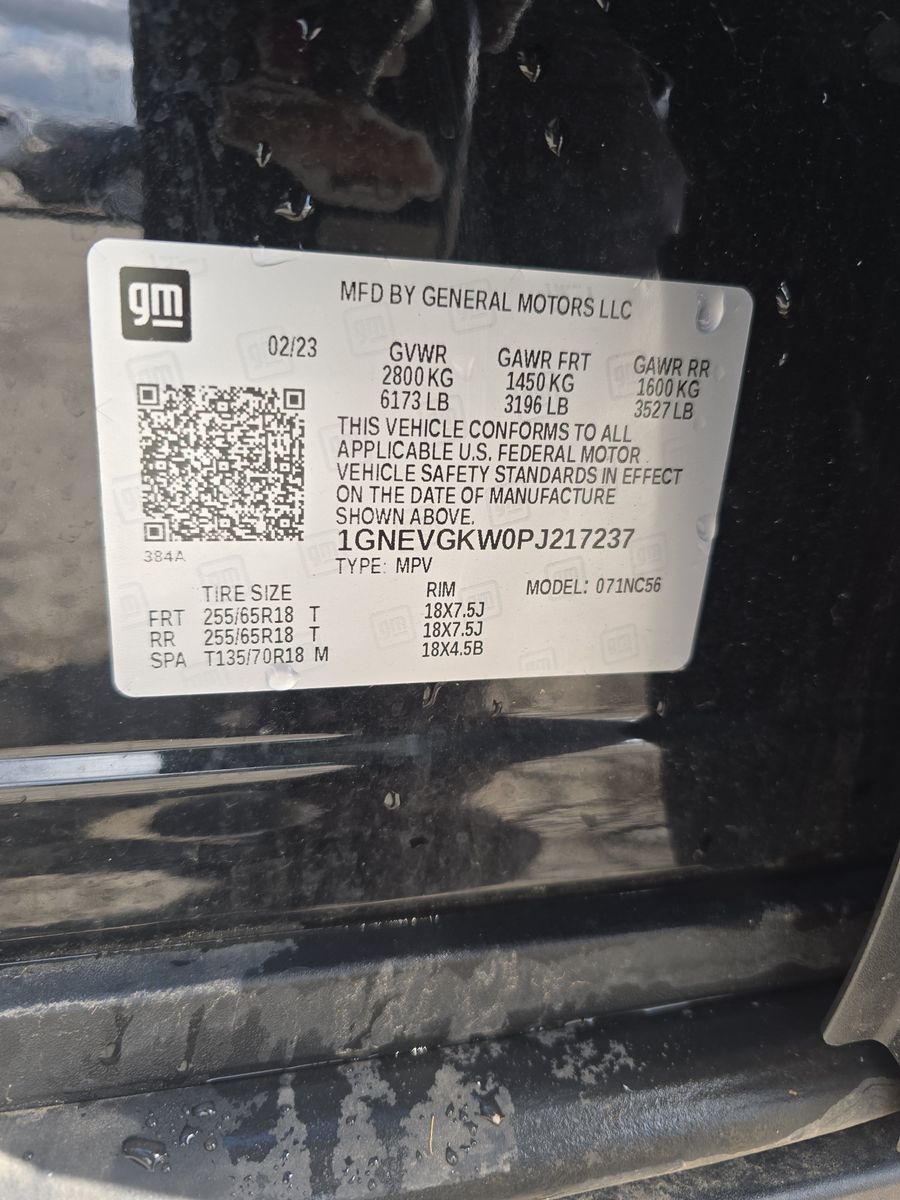 gm
MFD BY GENERAL MOTORS LLC
02/23
GVWR GAWR FRT GAWR RR
2800 KG 1450 KG 1600 KG
6173 LB 3196 LB 3527 LB
THIS VEHICLE CONFORMS TO ALL
APPLICABLE U.S. FEDERAL MOTOR
VEHICLE SAFETY STANDARDS IN EFFECT
ON THE DATE OF MANUFACTURE
SHOWN ABOVE.
1GNEVGKW0PJ217237
384A
TYPE: MPV
MODEL: 071NC56
TIRE SIZE RIM
FRT 255/65R18 T 18X7.5J
RR 255/65R18 T 18X7.5J
SPA T135/70R18 M 18X4.5B